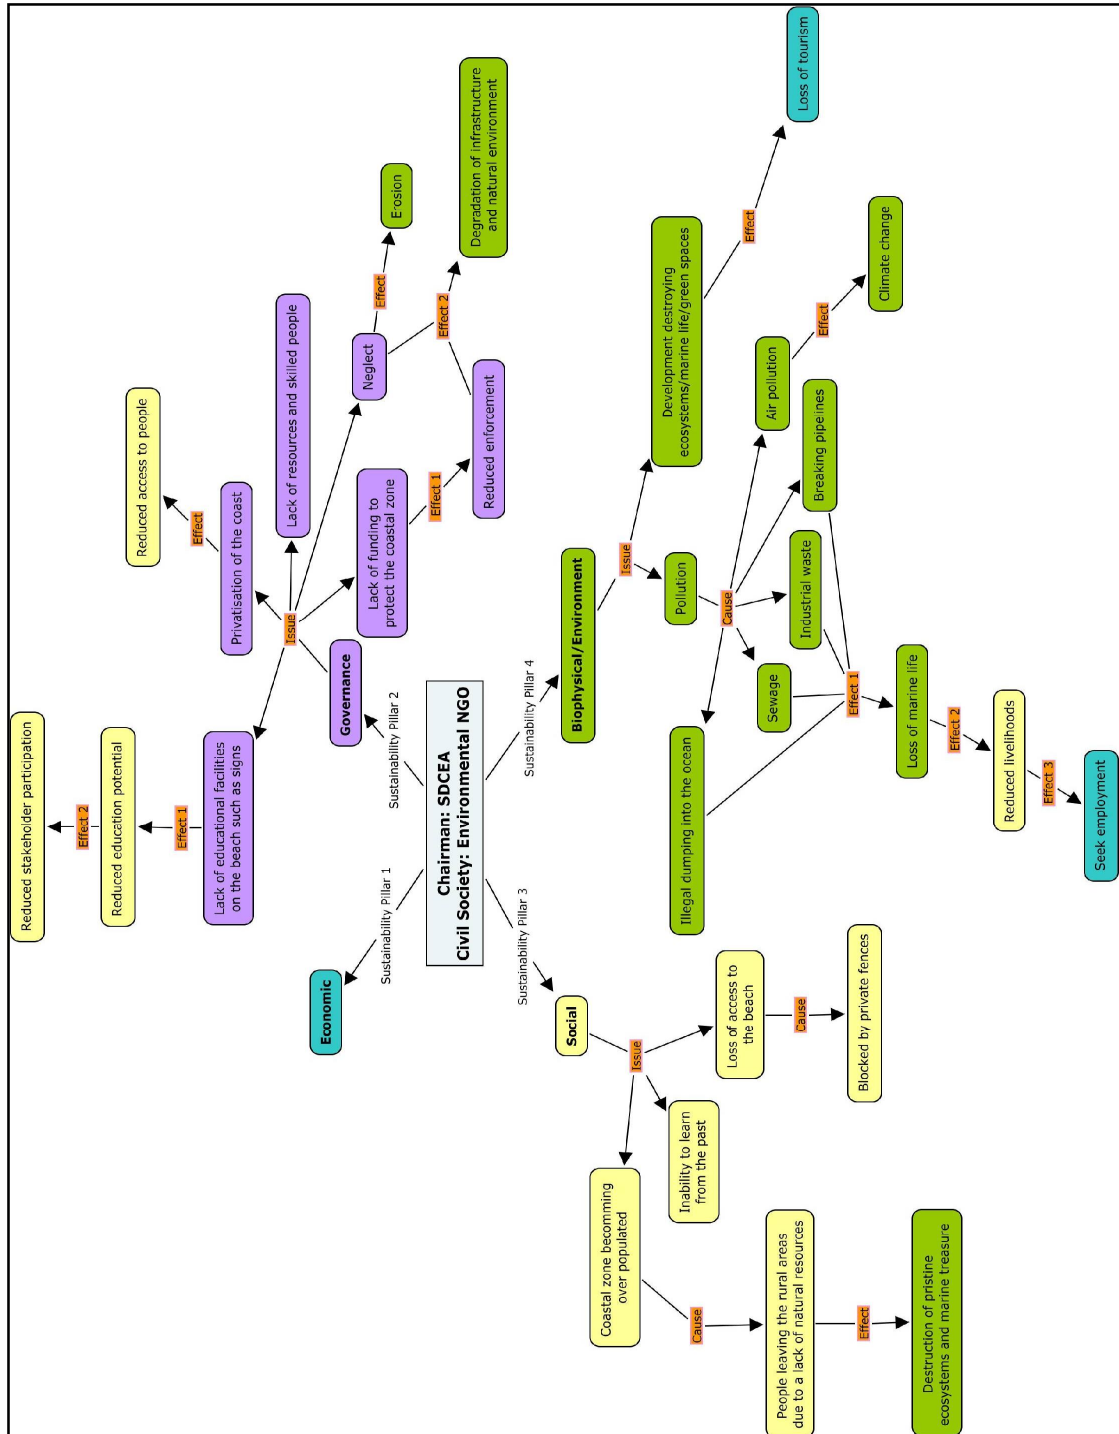 Chairman: SDCEA
Civil Society: Environmental NGO
Sustainability Pillar 1
Economic
Sustainability Pillar 2
Governance
Issue
Lack of educational facilities
on the beach such as signs
Effect 1
Reduced education potential
Effect 2
Reduced stakeholder participation
Privatisation of the coast
Effect
Reduced access to people
Lack of resources and skilled people
Neglect
Effect
Erosion
Lack of funding to
protect the coastal zone
Effect 1
Reduced enforcement
Effect 2
Degradation of infrastructure
and natural environment
Sustainability Pillar 3
Social
Issue
Coastal zone becomming
over populated
Cause
People leaving the rural areas
due to a lack of natural resources
Effect
Destruction of pristine
ecosystems and marine treasure
Inability to learn
from the past
Loss of access to
the beach
Cause
Blocked by private fences
Sustainability Pillar 4
Biophysical/Environment
Issue
Pollution
Cause
Illegal dumping into the ocean
Sewage
Industrial waste
Breaking pipelines
Air pollution
Effect
Climate change
Effect 1
Loss of marine life
Effect 2
Reduced livelihoods
Effect 3
Seek employment
Development destroying
ecosystems/marine life/green spaces
Effect
Loss of tourism